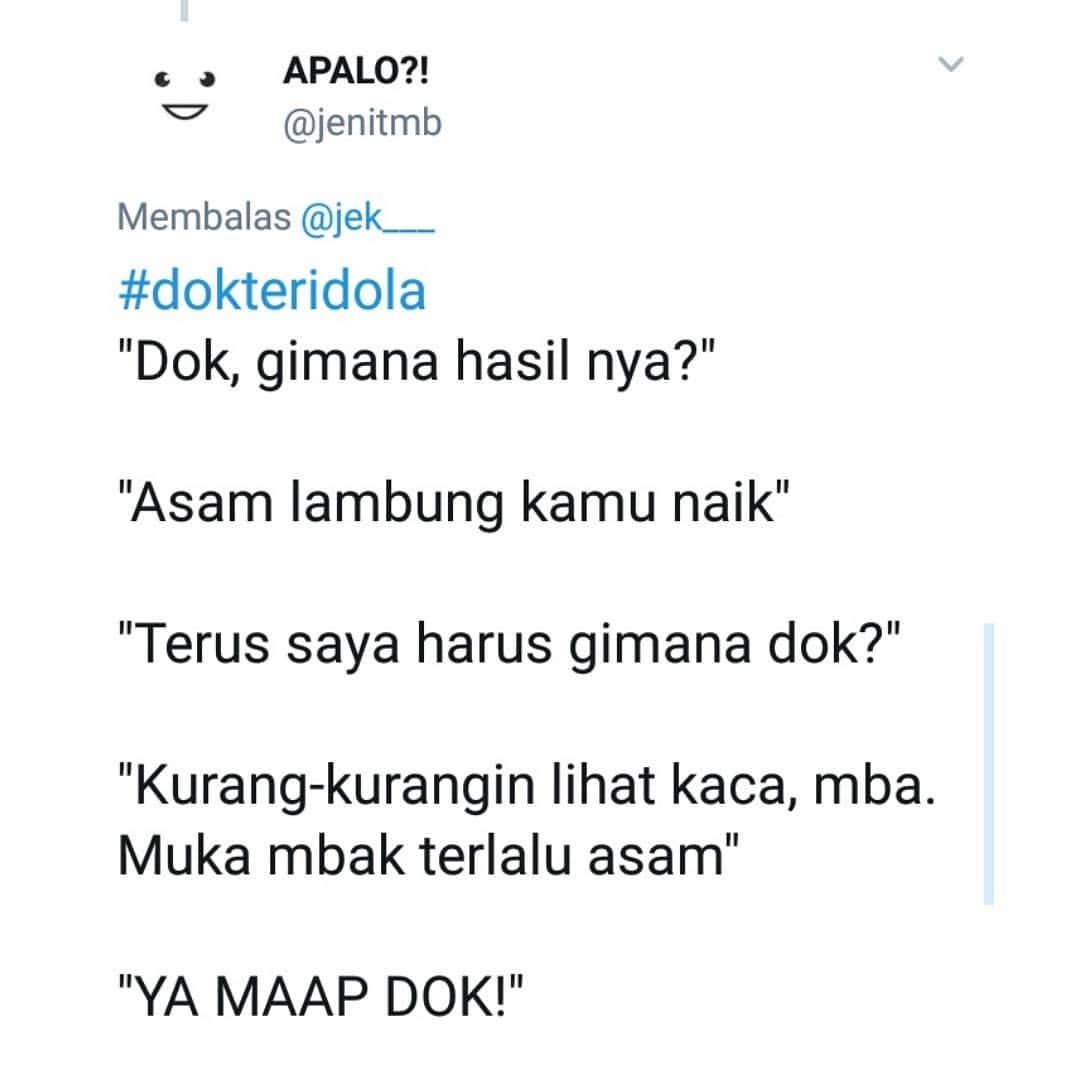 APALO?!
@jenitmb
Membalas @jek___
#dokteridola
"Dok, gimana hasil nya?"
"Asam lambung kamu naik"
"Terus saya harus gimana dok?"
"Kurang-kurangin lihat kaca, mba.
Muka mbak terlalu asam"
"YA MAAP DOK!"